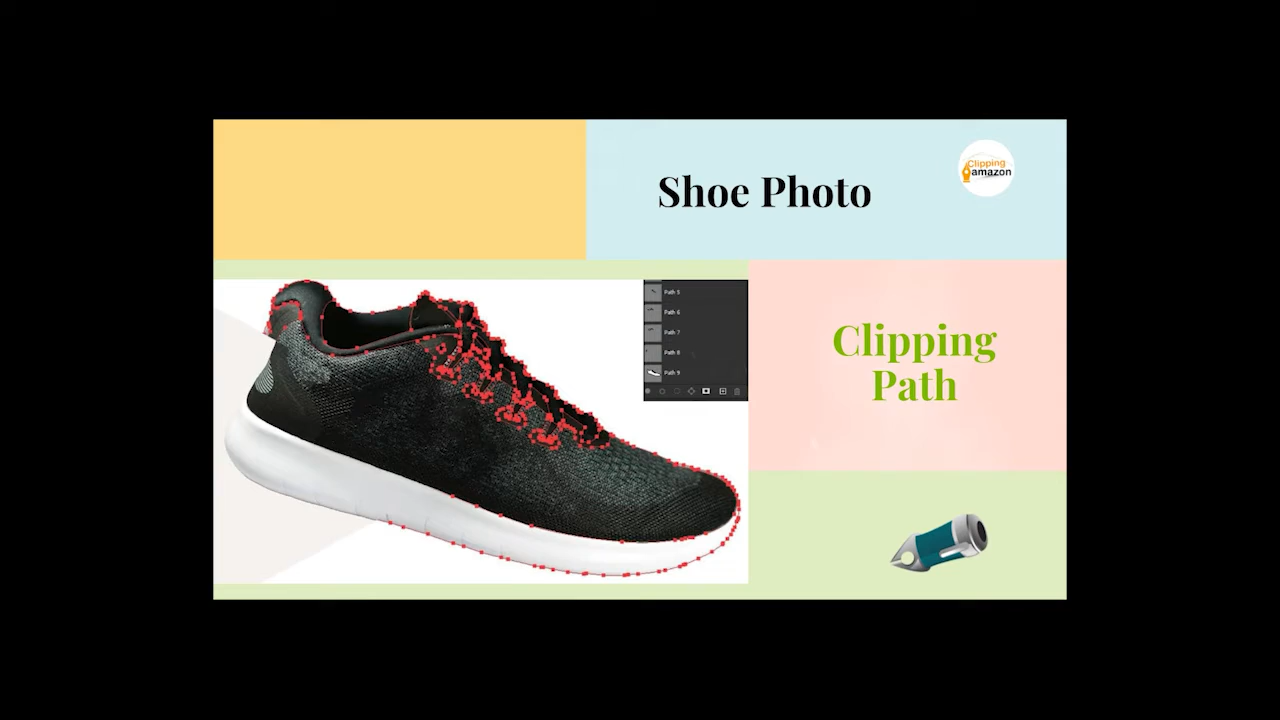 Shoe Photo
Clipping
amazon
Path 5
Path 6
Path 7
Path 8
Path 9
Clipping
Path